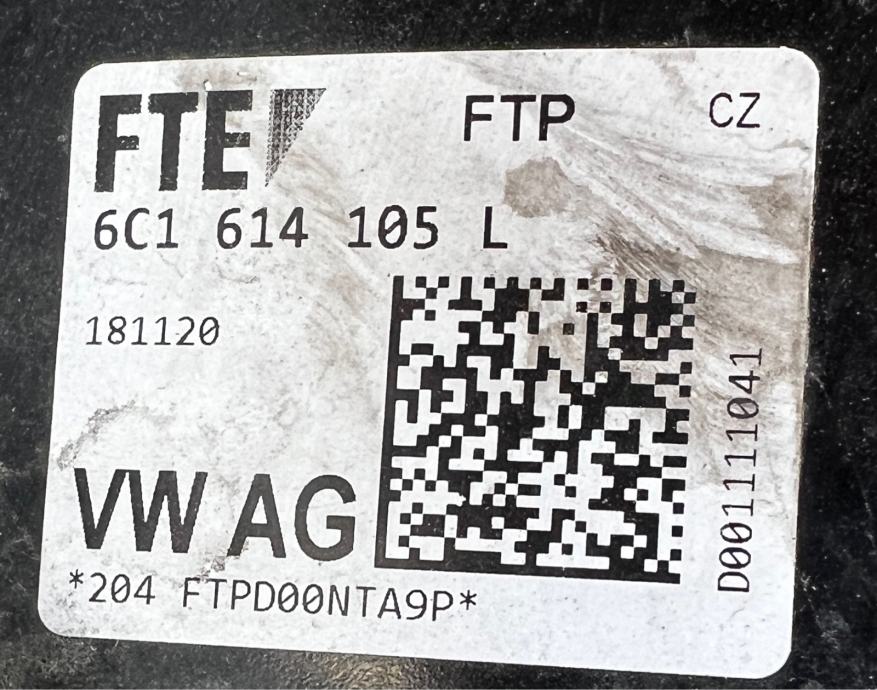 FTE FTP CZ
6C1 614 105 L
181120
D001111041
VW AG
*204 FTPD00NTA9P*